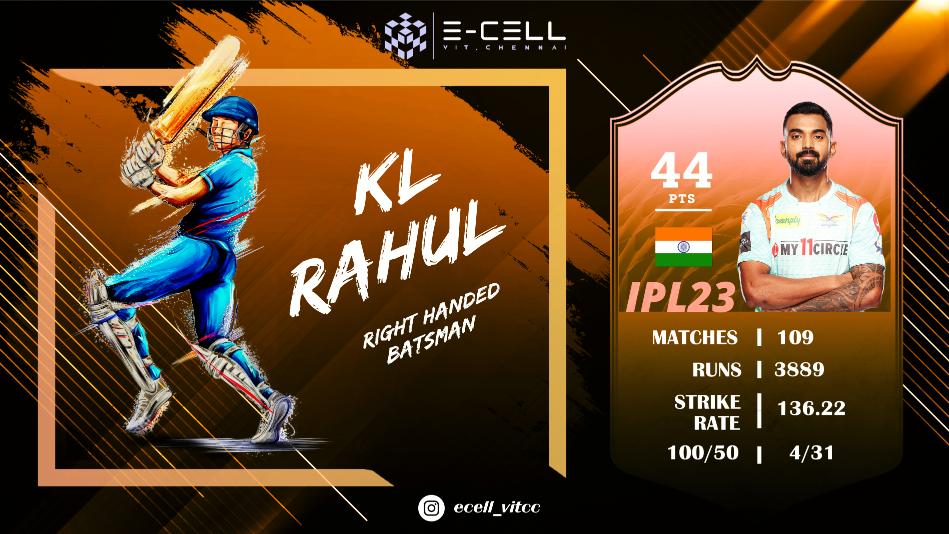 E-CELL
VIT, CHENNAI
KL
RAHUL
RIGHT HANDED
BATSMAN
44
PTS
IPL23
MY11CIRCLE
MATCHES | 109
RUNS | 3889
STRIKE
RATE | 136.22
100/50 | 4/31
ecell_vitcc